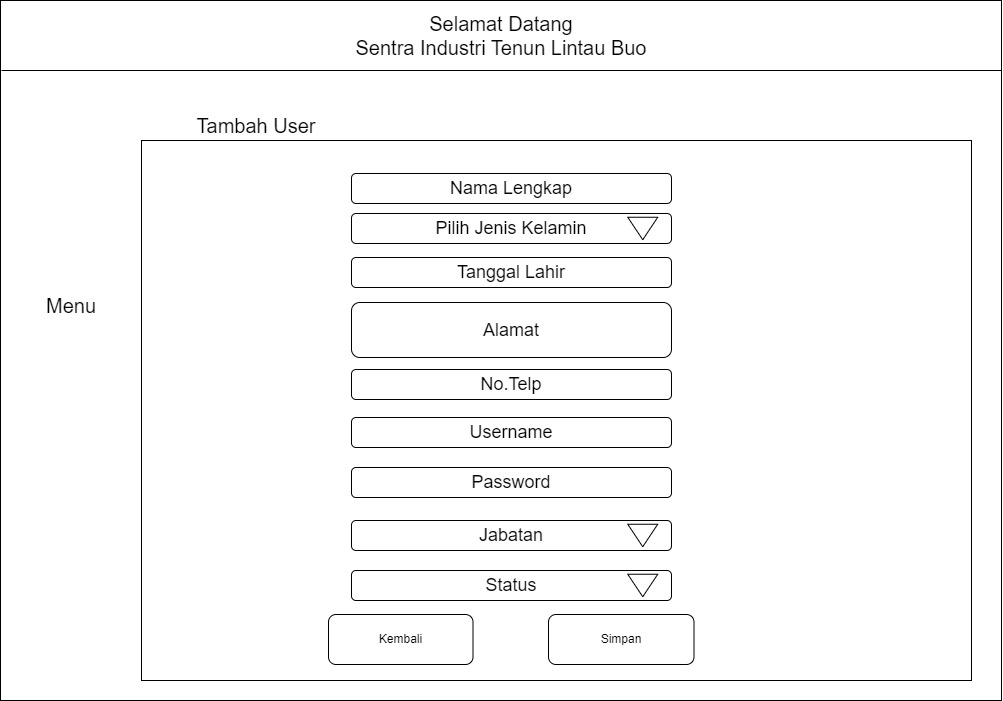 Selamat Datang
Sentra Industri Tenun Lintau Buo
Tambah User
Menu
Nama Lengkap
Pilih Jenis Kelamin
Tanggal Lahir
Alamat
No.Telp
Username
Password
Jabatan
Status
Kembali
Simpan